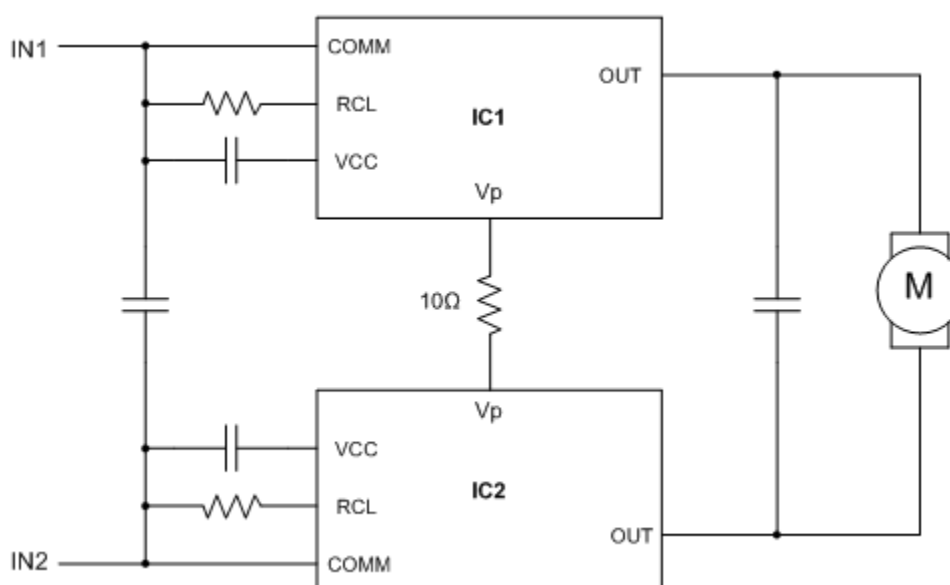 IN1
COMM
OUT
RCL
IC1
VCC
Vp
10Ω
M
Vp
VCC
IC2
RCL
OUT
IN2
COMM